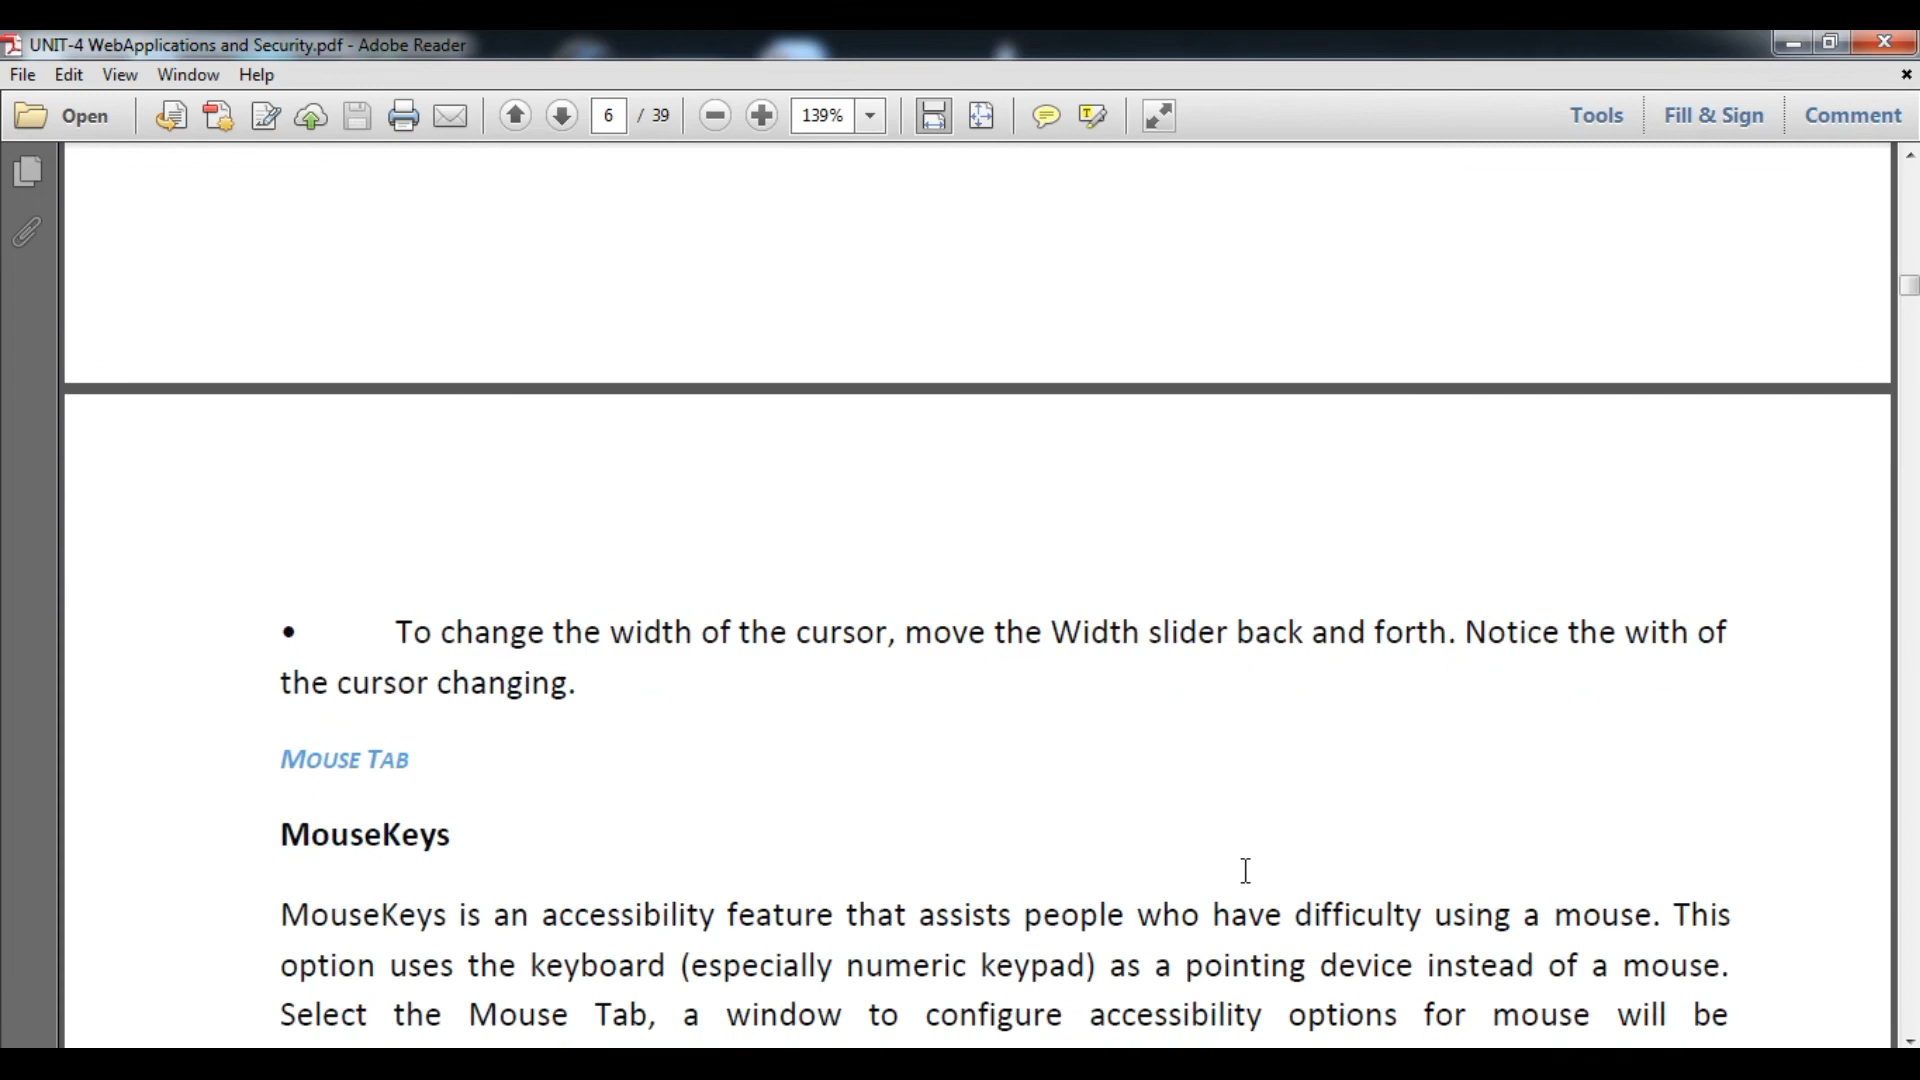 UNIT-4 WebApplications and Security.pdf - Adobe Reader
File Edit View Window Help
Open 6 / 39 139% Tools Fill & Sign Comment
• To change the width of the cursor, move the Width slider back and forth. Notice the with of
the cursor changing.
MOUSE TAB
MouseKeys
MouseKeys is an accessibility feature that assists people who have difficulty using a mouse. This
option uses the keyboard (especially numeric keypad) as a pointing device instead of a mouse.
Select the Mouse Tab, a window to configure accessibility options for mouse will be